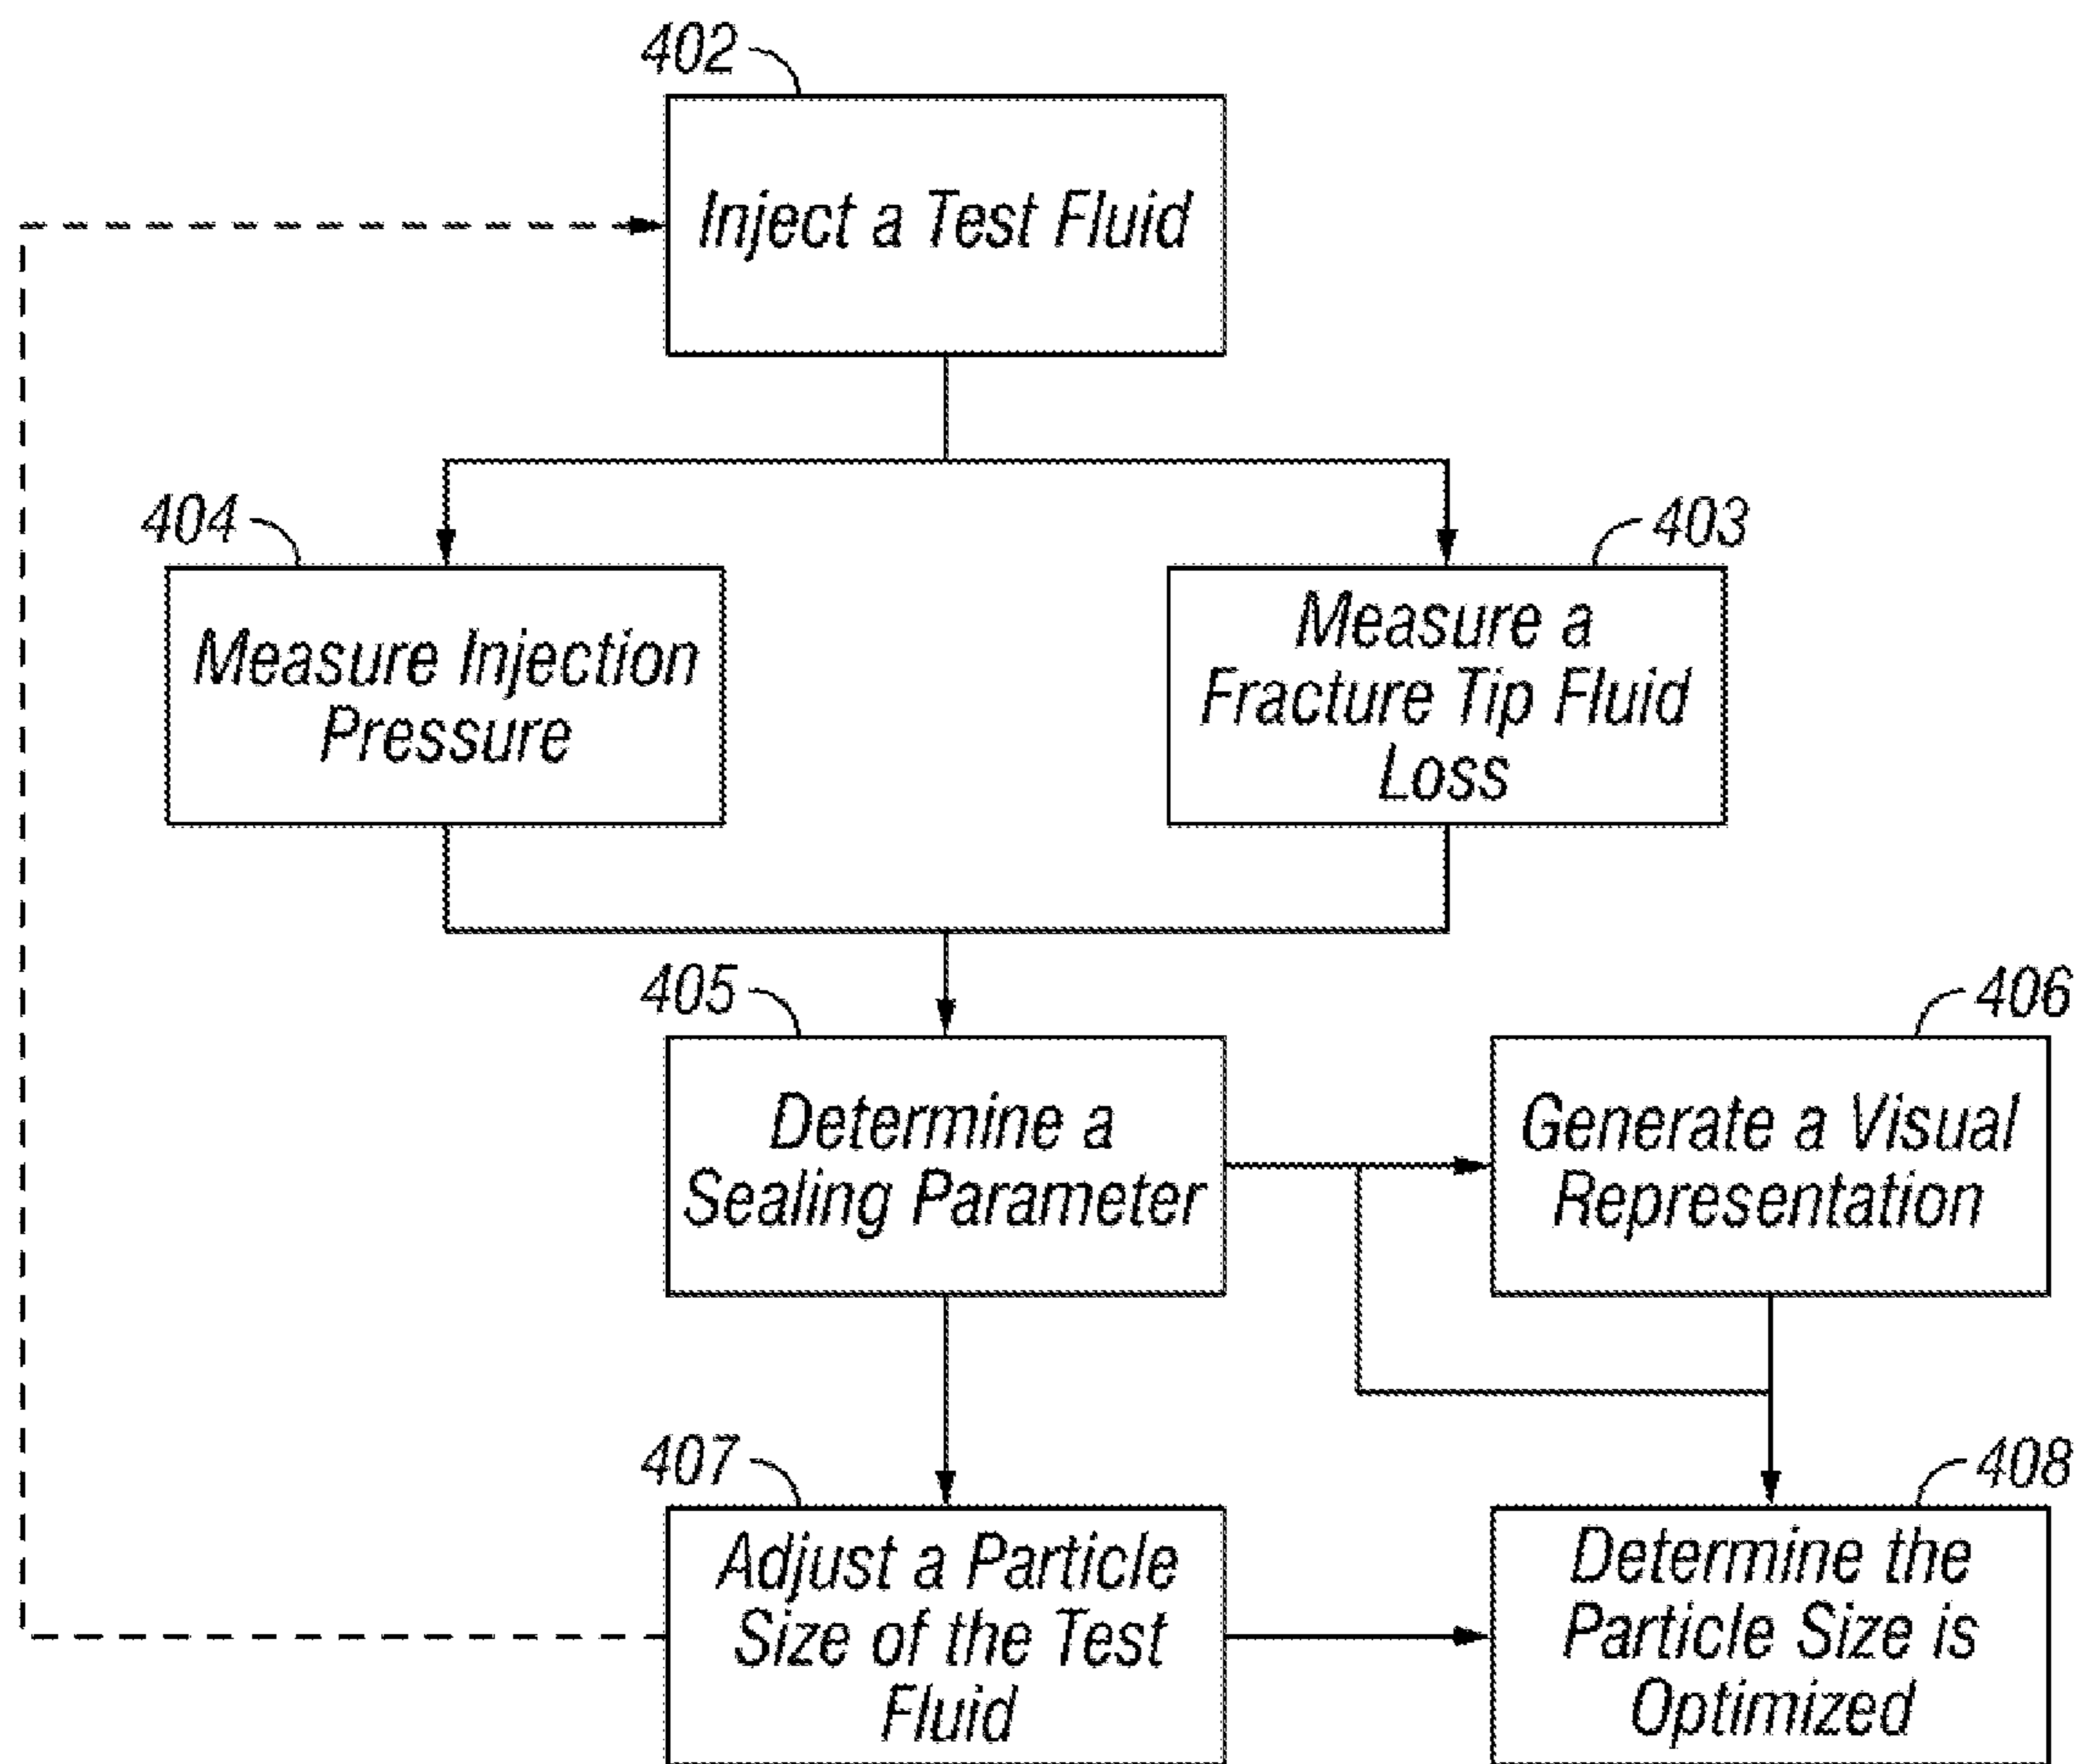 402
Inject a Test Fluid
404
Measure Injection
Pressure
403
Measure a
Fracture Tip Fluid
Loss
405
Determine a
Sealing Parameter
406
Generate a Visual
Representation
407
Adjust a Particle
Size of the Test
Fluid
408
Determine the
Particle Size is
Optimized